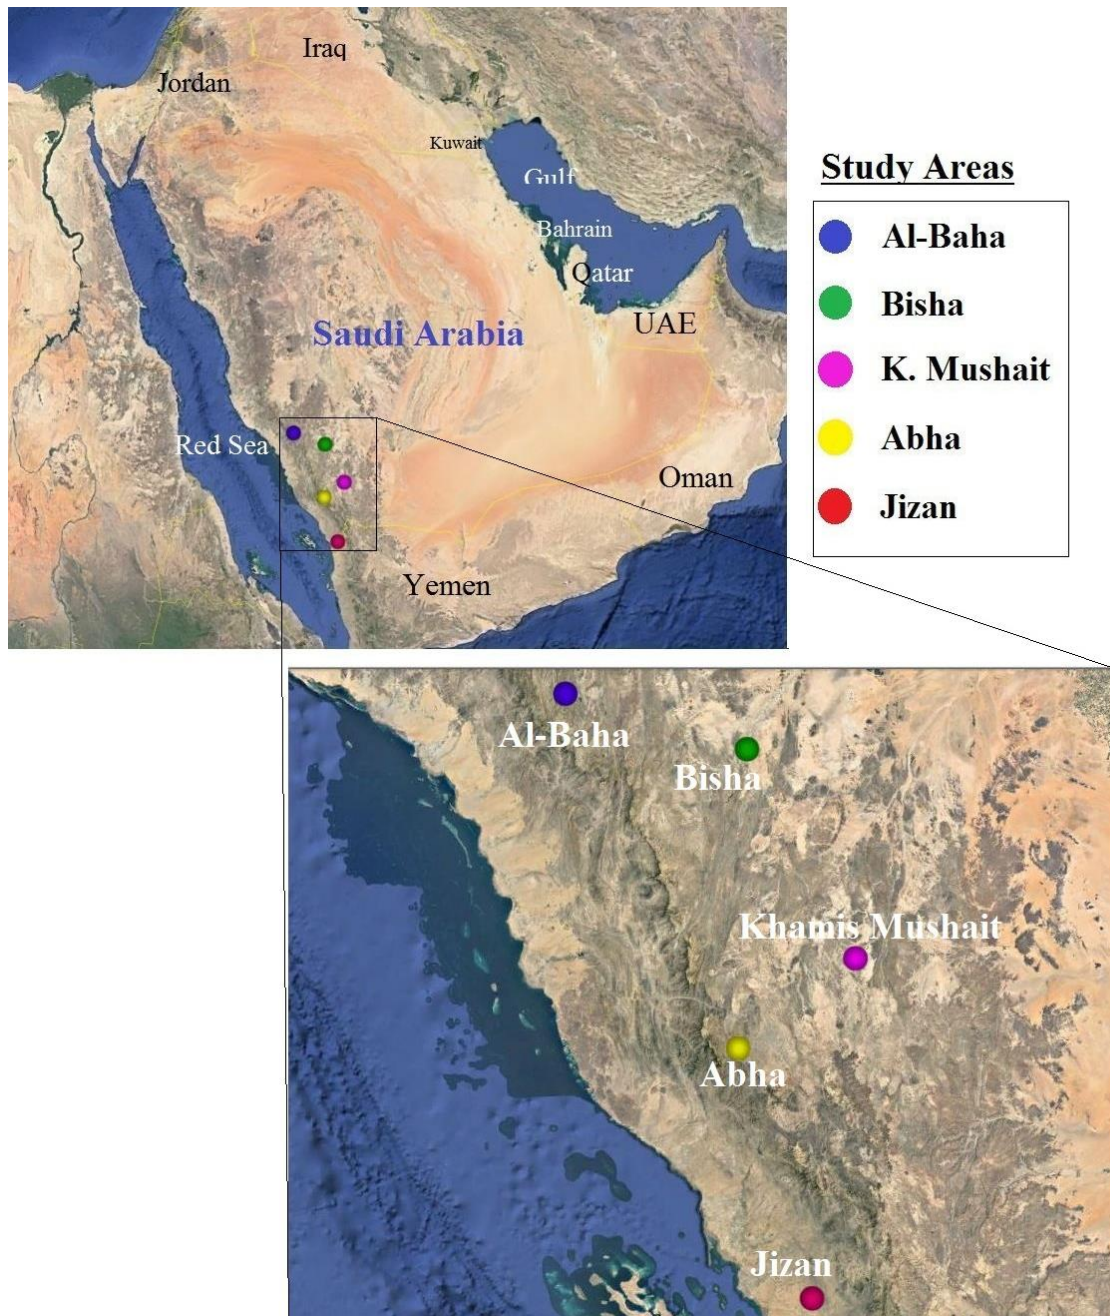 Iraq
Jordan
Kuwait
Gulf
Bahrain
Qatar
UAE
Saudi Arabia
Red Sea
Oman
Yemen
Study Areas
Al-Baha
Bisha
K. Mushait
Abha
Jizan
Al-Baha
Bisha
Khamis Mushait
Abha
Jizan